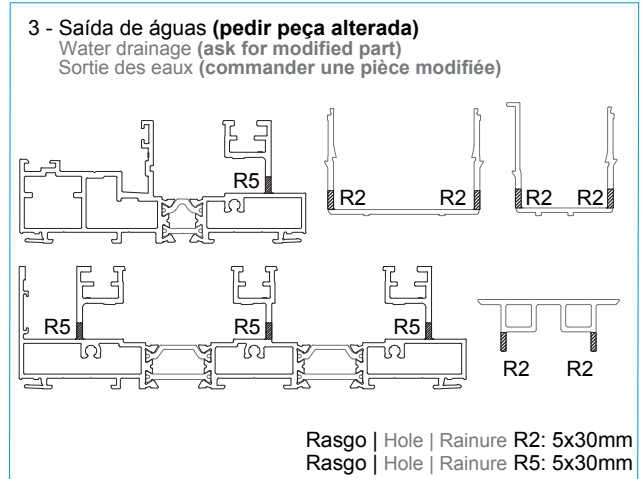 3 - Saída de águas (pedir peça alterada)
Water drainage (ask for modified part)
Sortie des eaux (commander une pièce modifiée)
R5
R2 R2 R2 R2
R5 R5 R5
R2 R2
Rasgo | Hole | Rainure R2: 5x30mm
Rasgo | Hole | Rainure R5: 5x30mm